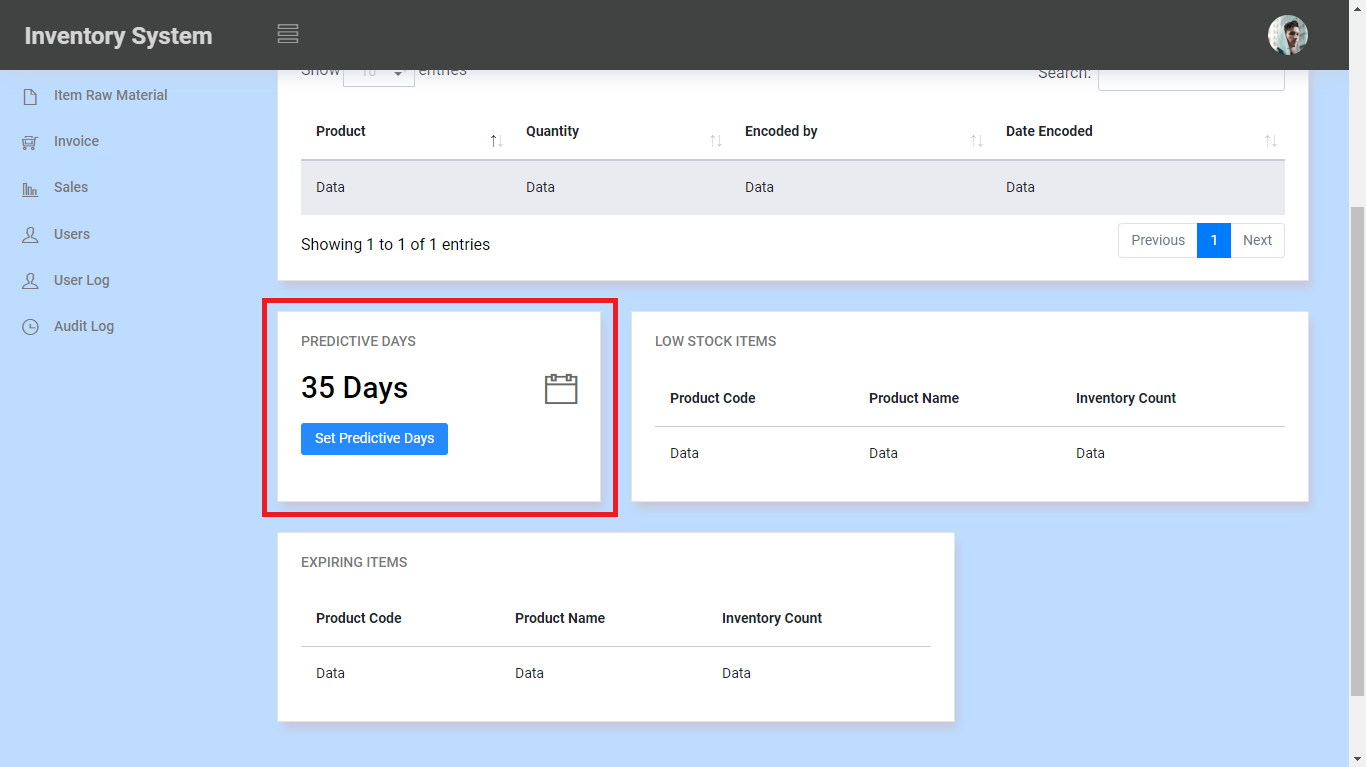 Inventory System
Show 10 entries
Search:
Item Raw Material
Invoice
Sales
Users
User Log
Audit Log
Product Quantity Encoded by Date Encoded
Data Data Data Data
Showing 1 to 1 of 1 entries
Previous 1 Next
PREDICTIVE DAYS
35 Days
Set Predictive Days
LOW STOCK ITEMS
Product Code Product Name Inventory Count
Data Data Data
EXPIRING ITEMS
Product Code Product Name Inventory Count
Data Data Data